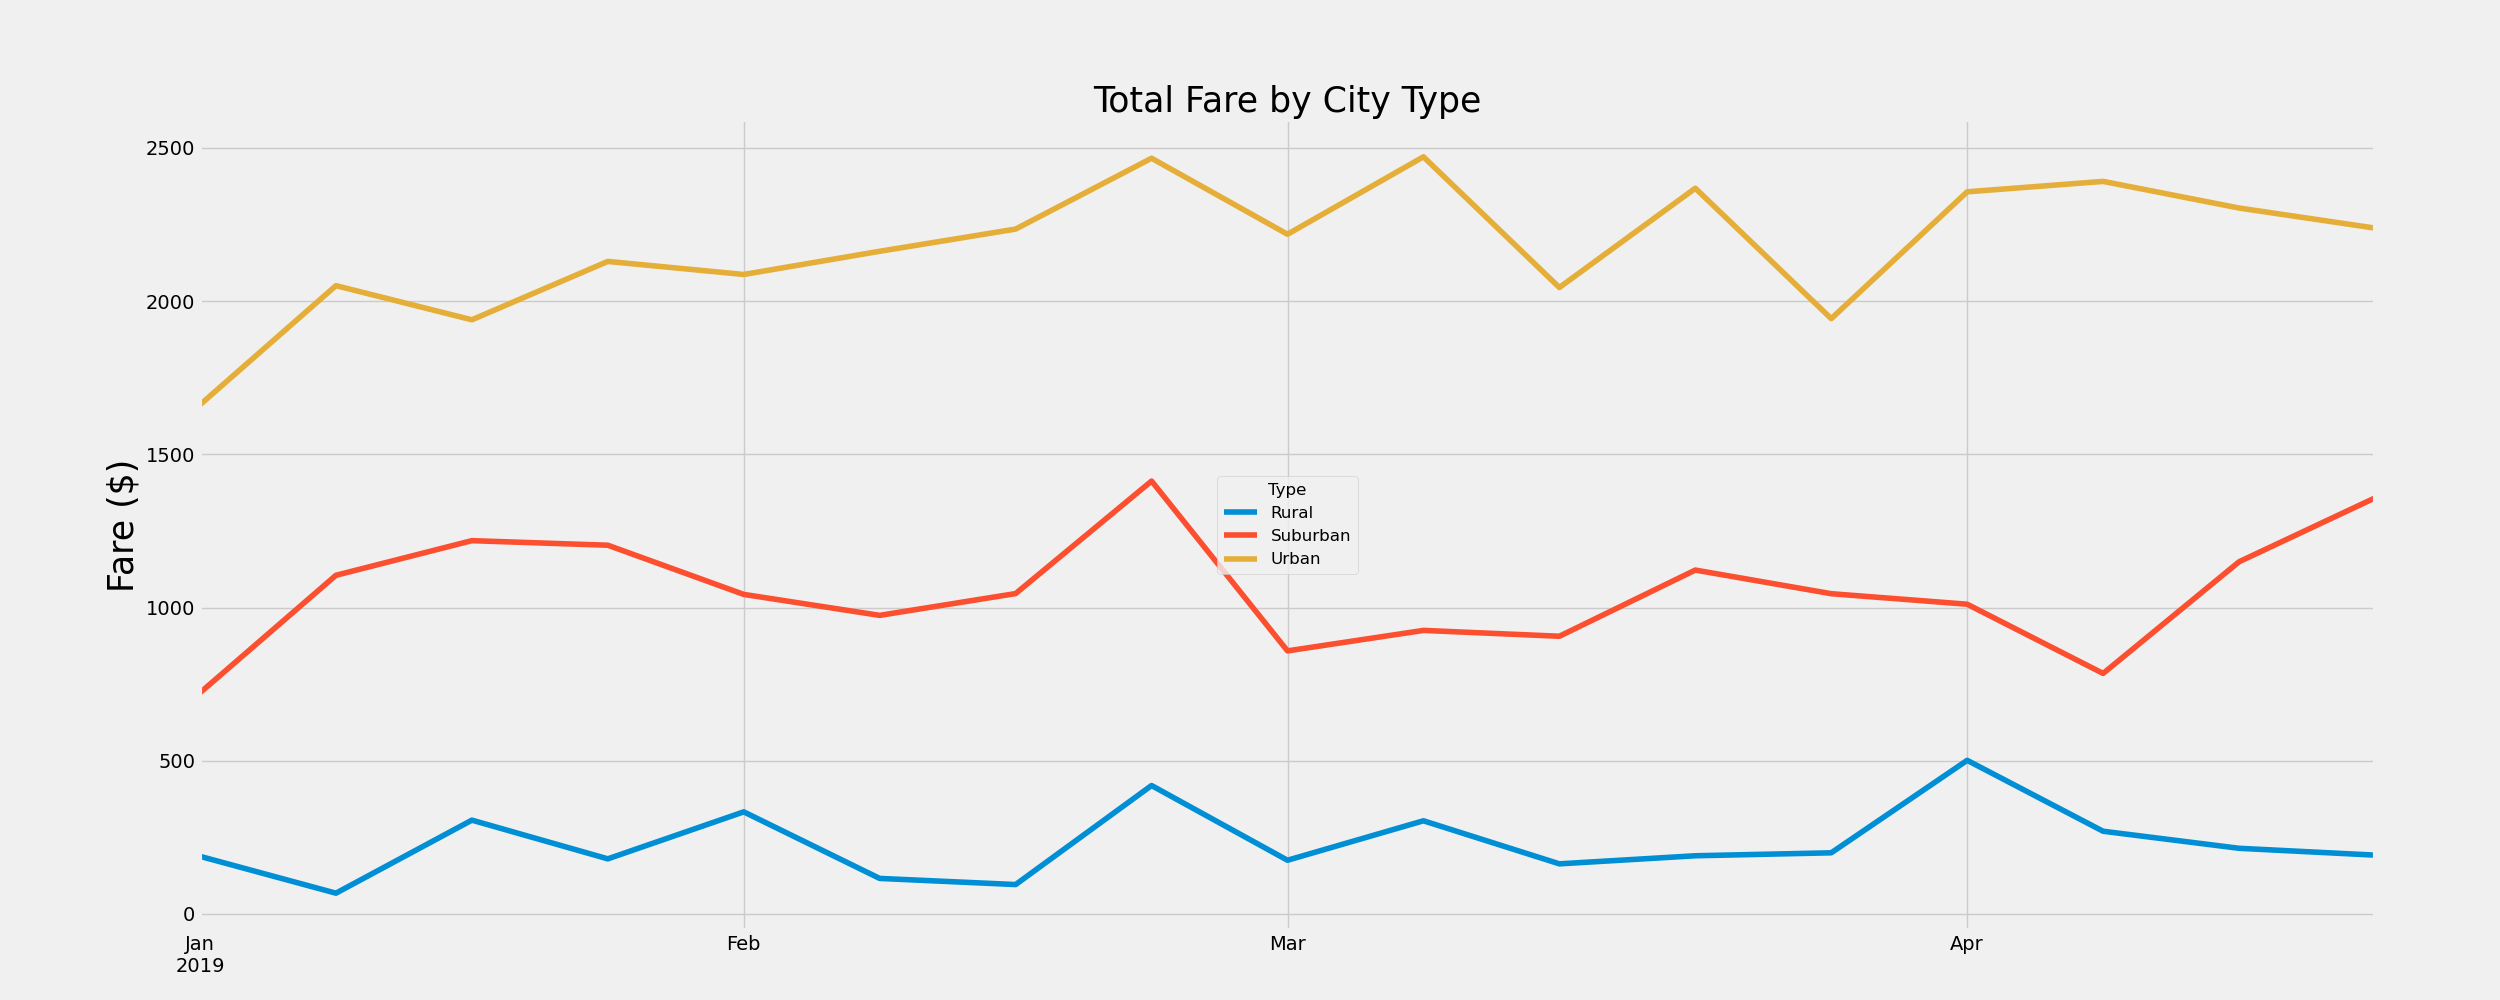 Total Fare by City Type
Fare ($)
2500
2000
1500
1000
500
0
Type
Rural
Suburban
Urban
Jan
2019
Feb
Mar
Apr